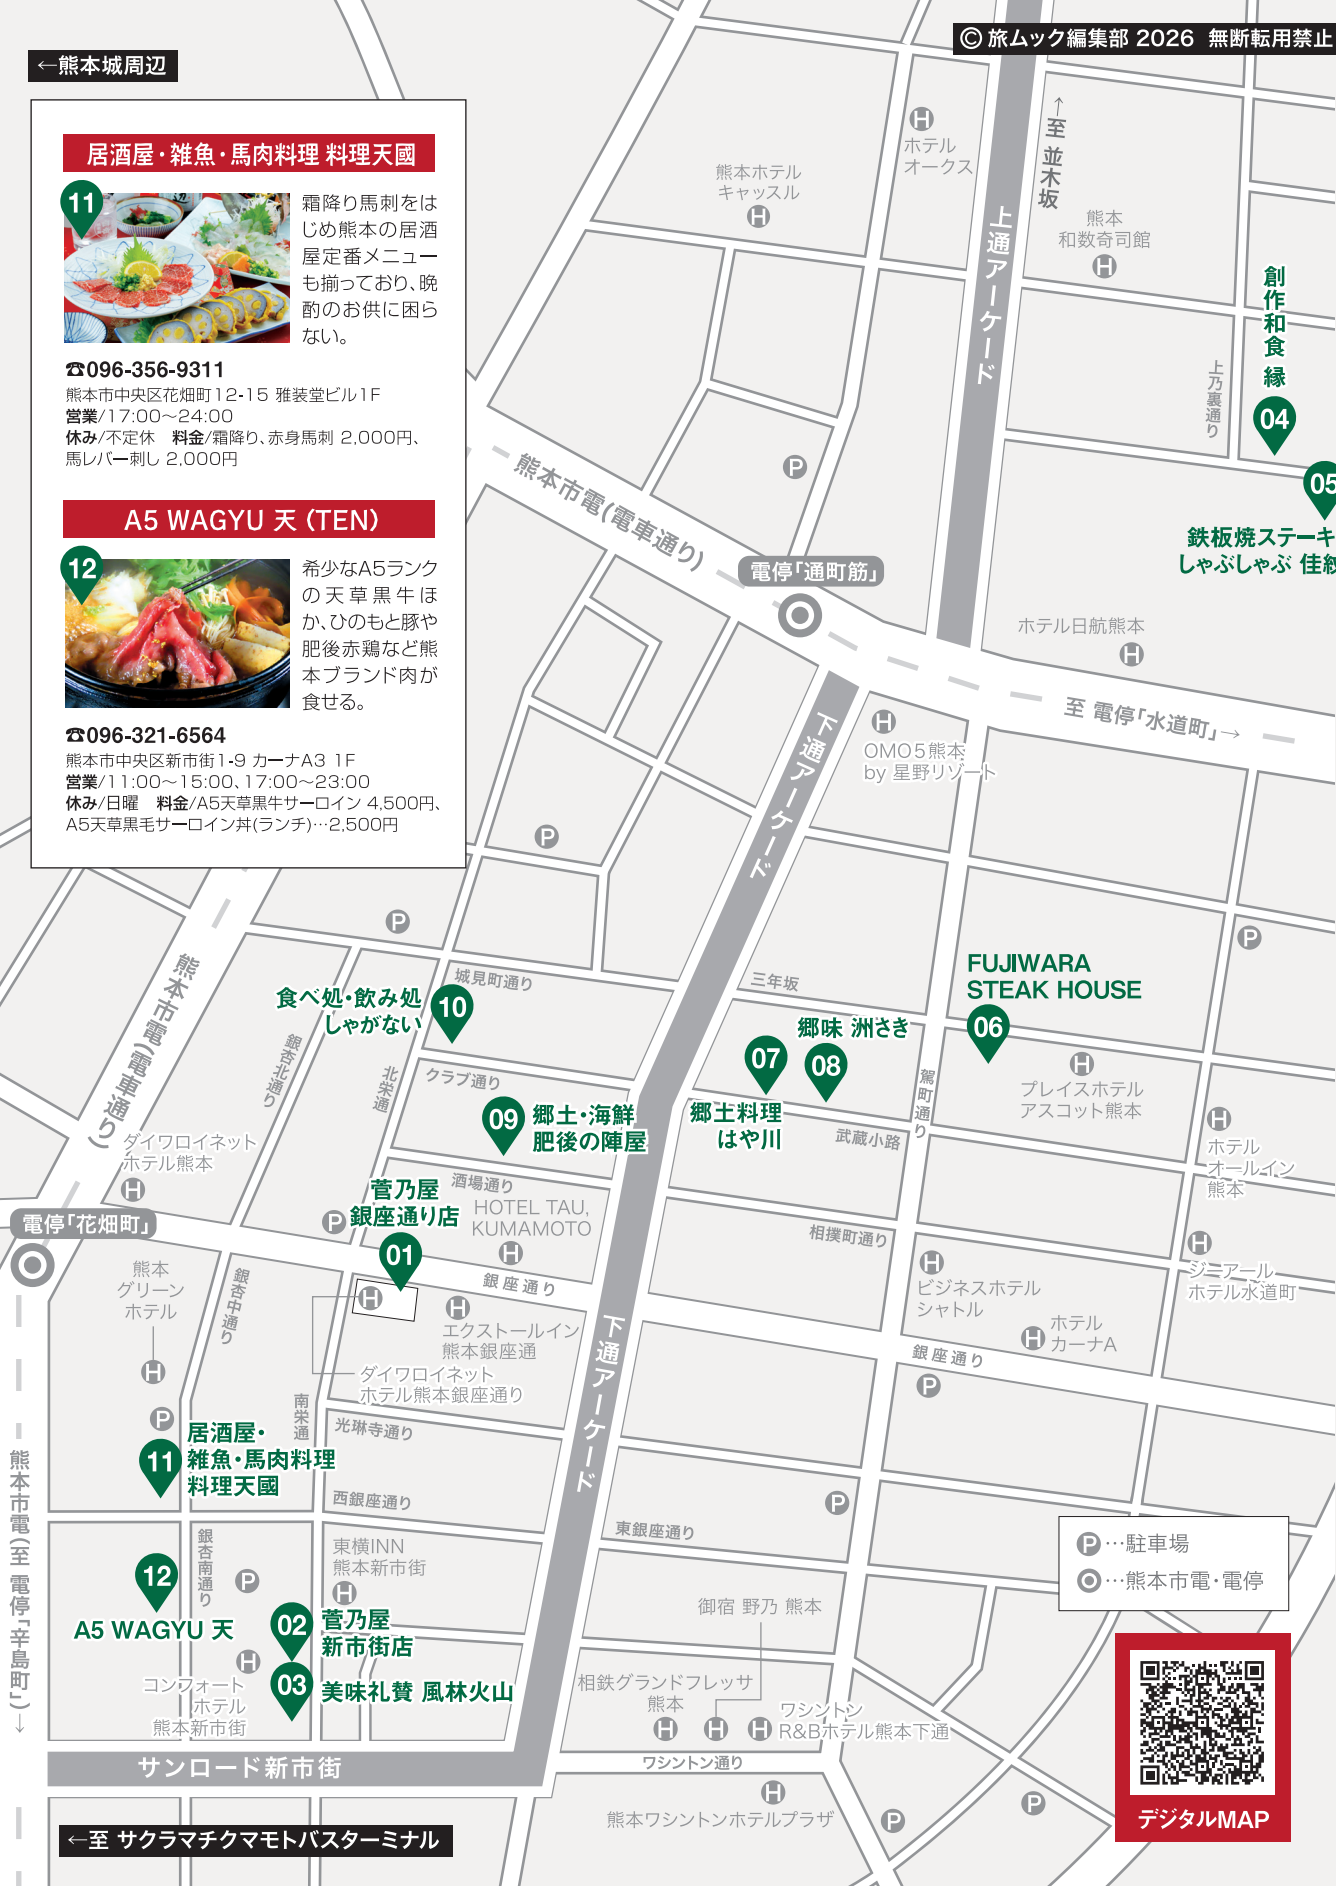 ←熊本城周辺
© 旅ムック編集部 2026 無断転用禁止
居酒屋・雑魚・馬肉料理 料理天國
11
霜降り馬刺をは
じめ熊本の居酒
屋定番メニュー
も揃っており、晩
酌のお供に困ら
ない。
☎096-356-9311
熊本市中央区花畑町12-15 雅装堂ビル1F
営業/17:00〜24:00
休み/不定休 料金/霜降り、赤身馬刺 2,000円、
馬レバー刺し 2,000円
A5 WAGYU 天 (TEN)
12
希少なA5ランク
の天草黒牛ほ
か、ひのもと豚や
肥後赤鶏など熊
本ブランド肉が
食せる。
☎096-321-6564
熊本市中央区新市街1-9 カーナA3 1F
営業/11:00〜15:00、17:00〜23:00
休み/日曜 料金/A5天草黒牛サーロイン 4,500円、
A5天草黒毛サーロイン丼(ランチ)…2,500円
H
ホテル
オークス
←至 並木坂
熊本ホテル
キャッスル
H
上通アーケード
熊本
和数奇司館
H
創作和食 縁
04
上乃裏通り
05
鉄板焼ステーキ
しゃぶしゃぶ 佳
P
熊本市電(電車通り)
電停「通町筋」
ホテル日航熊本
H
至 電停「水道町」→
下通アーケード
H
OMO5熊本
by 星野リゾート
P
P
P
熊本市電(電車通り)
城見町通り
三年坂
FUJIWARA
STEAK HOUSE
06
食べ処・飲み処
しゃがない
10
郷味 洲さき
07
08
銀杏北通り
北栄通
クラブ通り
駕町通り
H
プレイスホテル
アスコット熊本
09
郷土・海鮮
肥後の陣屋
郷土料理
はや川
武蔵小路
H
ホテル
オールイン
熊本
ダイワロイネット
ホテル熊本
H
酒場通り
菅乃屋
銀座通り店
P
01
HOTEL TAU,
KUMAMOTO
H
電停「花畑町」
相撲町通り
H
ジーアール
ホテル水道町
熊本
グリーン
ホテル
H
銀杏中通り
H
銀座通り
H
エクストールイン
熊本銀座通
ダイワロイネット
ホテル熊本銀座通り
H
ビジネスホテル
シャトル
H
ホテル
カーナA
下通アーケード
銀座通り
P
南栄通
光琳寺通り
P
11
居酒屋・
雑魚・馬肉料理
料理天國
熊本市電(至 電停「辛島町」)→
西銀座通り
P
東銀座通り
P…駐車場
◎…熊本市電・電停
銀杏南通り
P
東横INN
熊本新市街
H
12
A5 WAGYU 天
02
菅乃屋
新市街店
御宿 野乃 熊本
H
コンフォート
ホテル
熊本新市街
03
美味礼賛 風林火山
相鉄グランドフレッサ
熊本
H
H
H
ワシントン
R&Bホテル熊本下通
サンロード新市街
ワシントン通り
H
熊本ワシントンホテルプラザ
P
P
デジタルMAP
←至 サクラマチクマモトバスターミナル